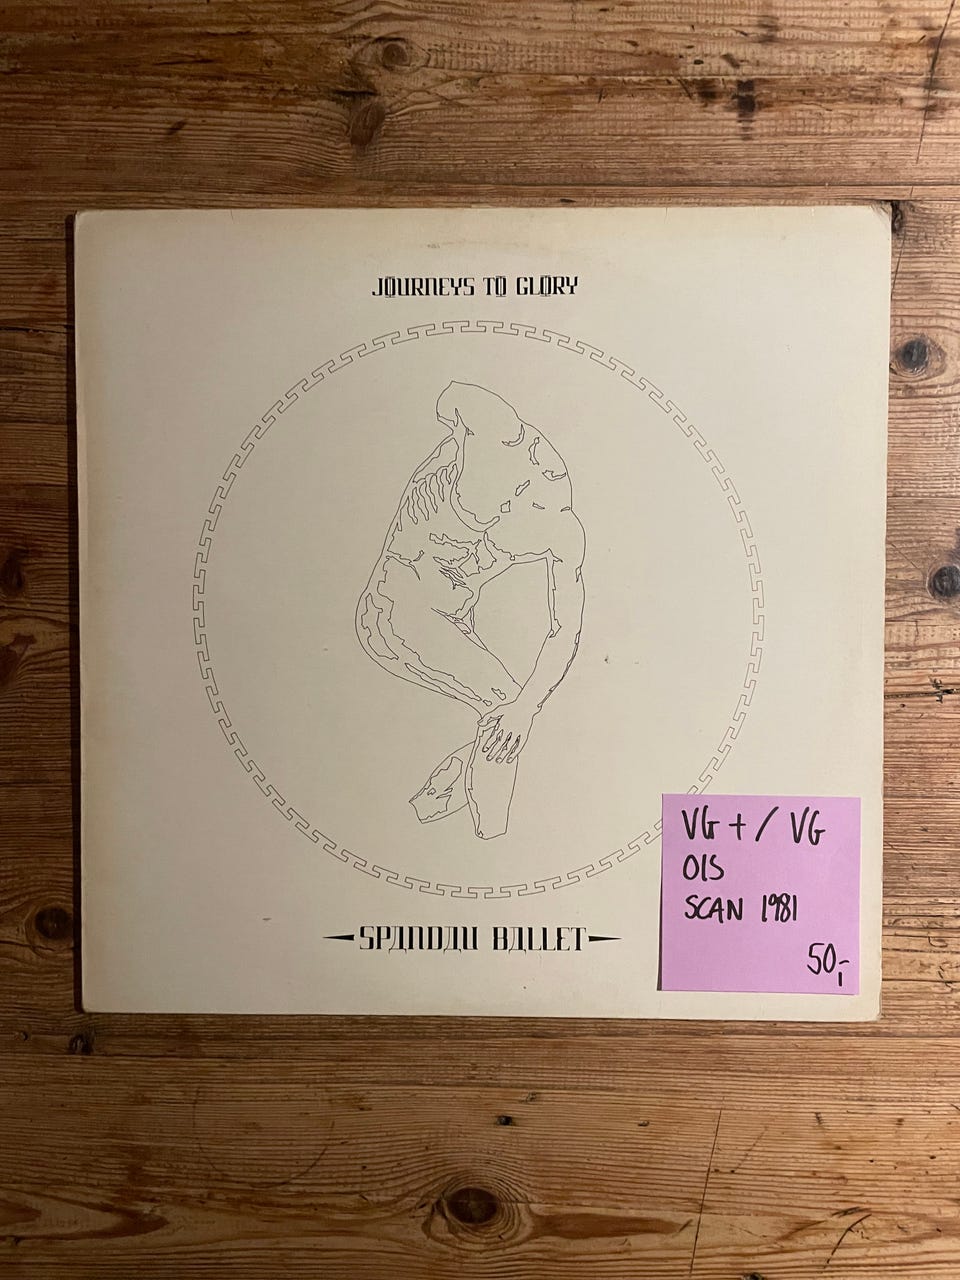 JOURNEYS TO GLORY
SPANDAU BALLET
VG + / VG
OIS
SCAN 1981
50,-